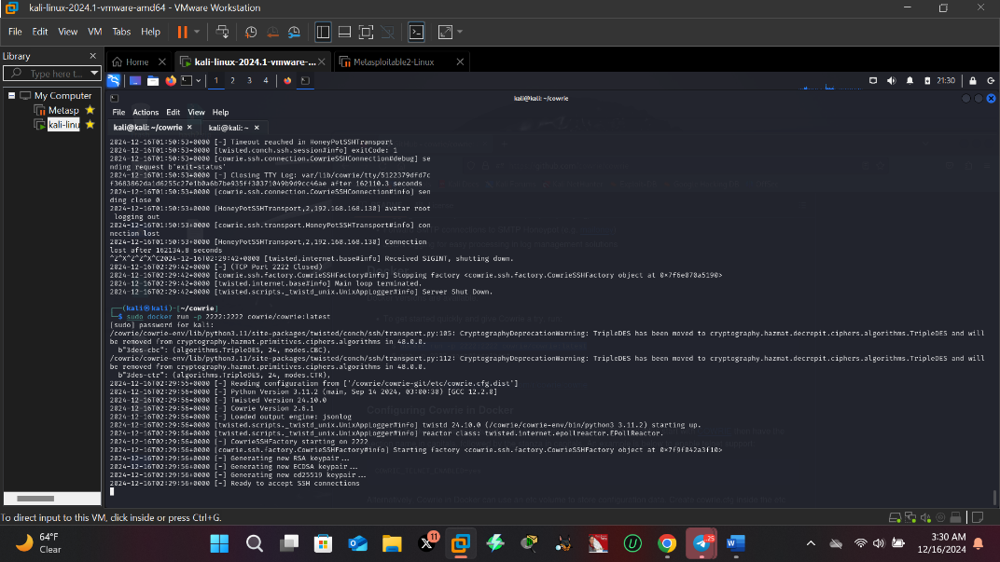 kali-linux-2024.1-vmware-amd64 - VMware Workstation
File Edit View VM Tabs Help
Library
Type here t...
My Computer
Metasp
kali-linu
Home
kali-linux-2024.1-vmware-...
Metasploitable2-Linux
1 2 3 4
21:30
kali@kali: ~/cowrie
File Actions Edit View Help
kali@kali: ~/cowrie
kali@kali: ~
2024-12-16T01:50:53+0000 [-] Timeout reached in HoneyPotSSHTransport
2024-12-16T01:50:53+0000 [twisted.conch.ssh.session#info] exitCode: 1
2024-12-16T01:50:53+0000 [cowrie.ssh.connection.CowrieSSHConnection#debug] se
nding request b'exit-status'
2024-12-16T01:50:53+0000 [-] Closing TTY Log: var/lib/cowrie/tty/5122379dfd7c
f3683862da1d6255c27e1b0a6b7be935ff30371049b9d9cc46ae after 162110.3 seconds
2024-12-16T01:50:53+0000 [cowrie.ssh.connection.CowrieSSHConnection#info] sen
ding close 0
2024-12-16T01:50:53+0000 [HoneyPotSSHTransport,2,192.168.168.130] avatar root
logging out
2024-12-16T01:50:53+0000 [cowrie.ssh.transport.HoneyPotSSHTransport#info] con
nection lost
2024-12-16T01:50:53+0000 [HoneyPotSSHTransport,2,192.168.168.130] Connection
lost after 162134.8 seconds
^Z^X^Z^Z^X^C2024-12-16T02:29:42+0000 [twisted.internet.base#info] Received SIGINT, shutting down.
2024-12-16T02:29:42+0000 [-] (TCP Port 2222 Closed)
2024-12-16T02:29:42+0000 [cowrie.ssh.factory.CowrieSSHFactory#info] Stopping factory <cowrie.ssh.factory.CowrieSSHFactory object at 0x7f6e870a5190>
2024-12-16T02:29:42+0000 [twisted.internet.base#info] Main loop terminated.
2024-12-16T02:29:42+0000 [twisted.scripts._twistd_unix.UnixAppLogger#info] Server Shut Down.
┌──(kali㉿kali)-[~/cowrie]
└─$ sudo docker run -p 2222:2222 cowrie/cowrie:latest
[sudo] password for kali:
/cowrie/cowrie-env/lib/python3.11/site-packages/twisted/conch/ssh/transport.py:105: CryptographyDeprecationWarning: TripleDES has been moved to cryptography.hazmat.decrepit.ciphers.algorithms.TripleDES and will
be removed from cryptography.hazmat.primitives.ciphers.algorithms in 48.0.0.
b"3des-cbc": (algorithms.TripleDES, 24, modes.CBC),
/cowrie/cowrie-env/lib/python3.11/site-packages/twisted/conch/ssh/transport.py:112: CryptographyDeprecationWarning: TripleDES has been moved to cryptography.hazmat.decrepit.ciphers.algorithms.TripleDES and will
be removed from cryptography.hazmat.primitives.ciphers.algorithms in 48.0.0.
b"3des-ctr": (algorithms.TripleDES, 24, modes.CTR),
2024-12-16T02:29:55+0000 [-] Reading configuration from ['/cowrie/cowrie-git/etc/cowrie.cfg.dist']
2024-12-16T02:29:56+0000 [-] Python Version 3.11.2 (main, Sep 14 2024, 03:00:30) [GCC 12.2.0]
2024-12-16T02:29:56+0000 [-] Twisted Version 24.10.0
2024-12-16T02:29:56+0000 [-] Cowrie Version 2.6.1
2024-12-16T02:29:56+0000 [-] Loaded output engine: jsonlog
2024-12-16T02:29:56+0000 [twisted.scripts._twistd_unix.UnixAppLogger#info] twistd 24.10.0 (/cowrie/cowrie-env/bin/python3 3.11.2) starting up.
2024-12-16T02:29:56+0000 [twisted.scripts._twistd_unix.UnixAppLogger#info] reactor class: twisted.internet.epollreactor.EPollReactor.
2024-12-16T02:29:56+0000 [-] CowrieSSHFactory starting on 2222
2024-12-16T02:29:56+0000 [cowrie.ssh.factory.CowrieSSHFactory#info] Starting factory <cowrie.ssh.factory.CowrieSSHFactory object at 0x7f9f042a3f10>
2024-12-16T02:29:56+0000 [-] Generating new RSA keypair...
2024-12-16T02:29:56+0000 [-] Generating new ECDSA keypair...
2024-12-16T02:29:56+0000 [-] Generating new ed25519 keypair...
2024-12-16T02:29:56+0000 [-] Ready to accept SSH connections
Configuring Cowrie in Docker
To direct input to this VM, click inside or press Ctrl+G.
64°F
Clear
11
25
3:30 AM
12/16/2024